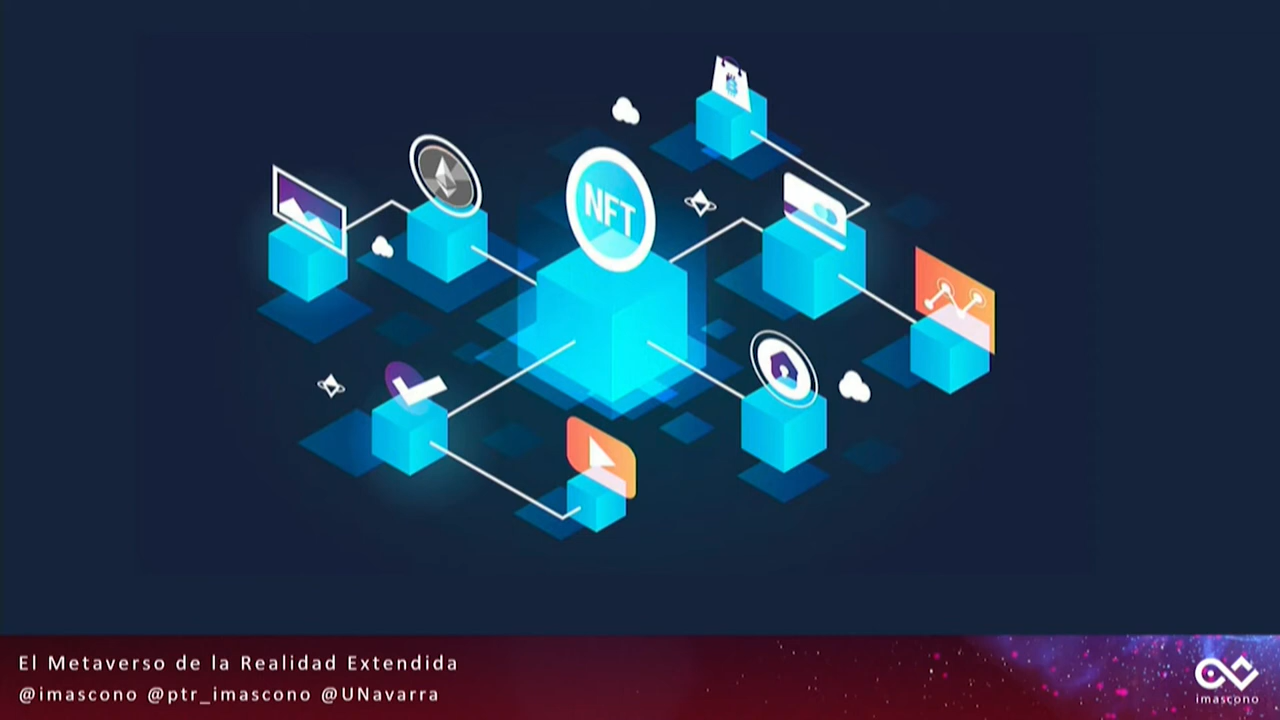 NFT
El Metaverso de la Realidad Extendida
@imascono @ptr_imascono @UNavarra
imascono